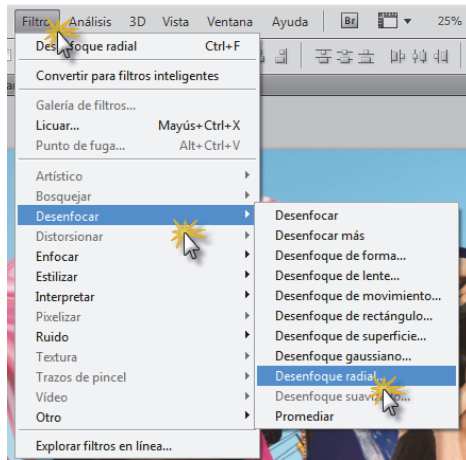 Filtro Análisis 3D Vista Ventana Ayuda Br 25%
Desenfoque radial Ctrl+F
Convertir para filtros inteligentes
Galería de filtros...
Licuar... Mayús+Ctrl+X
Punto de fuga... Alt+Ctrl+V
Artístico
Bosquejar
Desenfocar
Distorsionar
Enfocar
Estilizar
Interpretar
Pixelizar
Ruido
Textura
Trazos de pincel
Vídeo
Otro
Explorar filtros en línea...
Desenfocar
Desenfocar más
Desenfoque de forma...
Desenfoque de lente...
Desenfoque de movimiento...
Desenfoque de rectángulo...
Desenfoque de superficie...
Desenfoque gaussiano...
Desenfoque radial...
Desenfoque suavizado...
Promediar